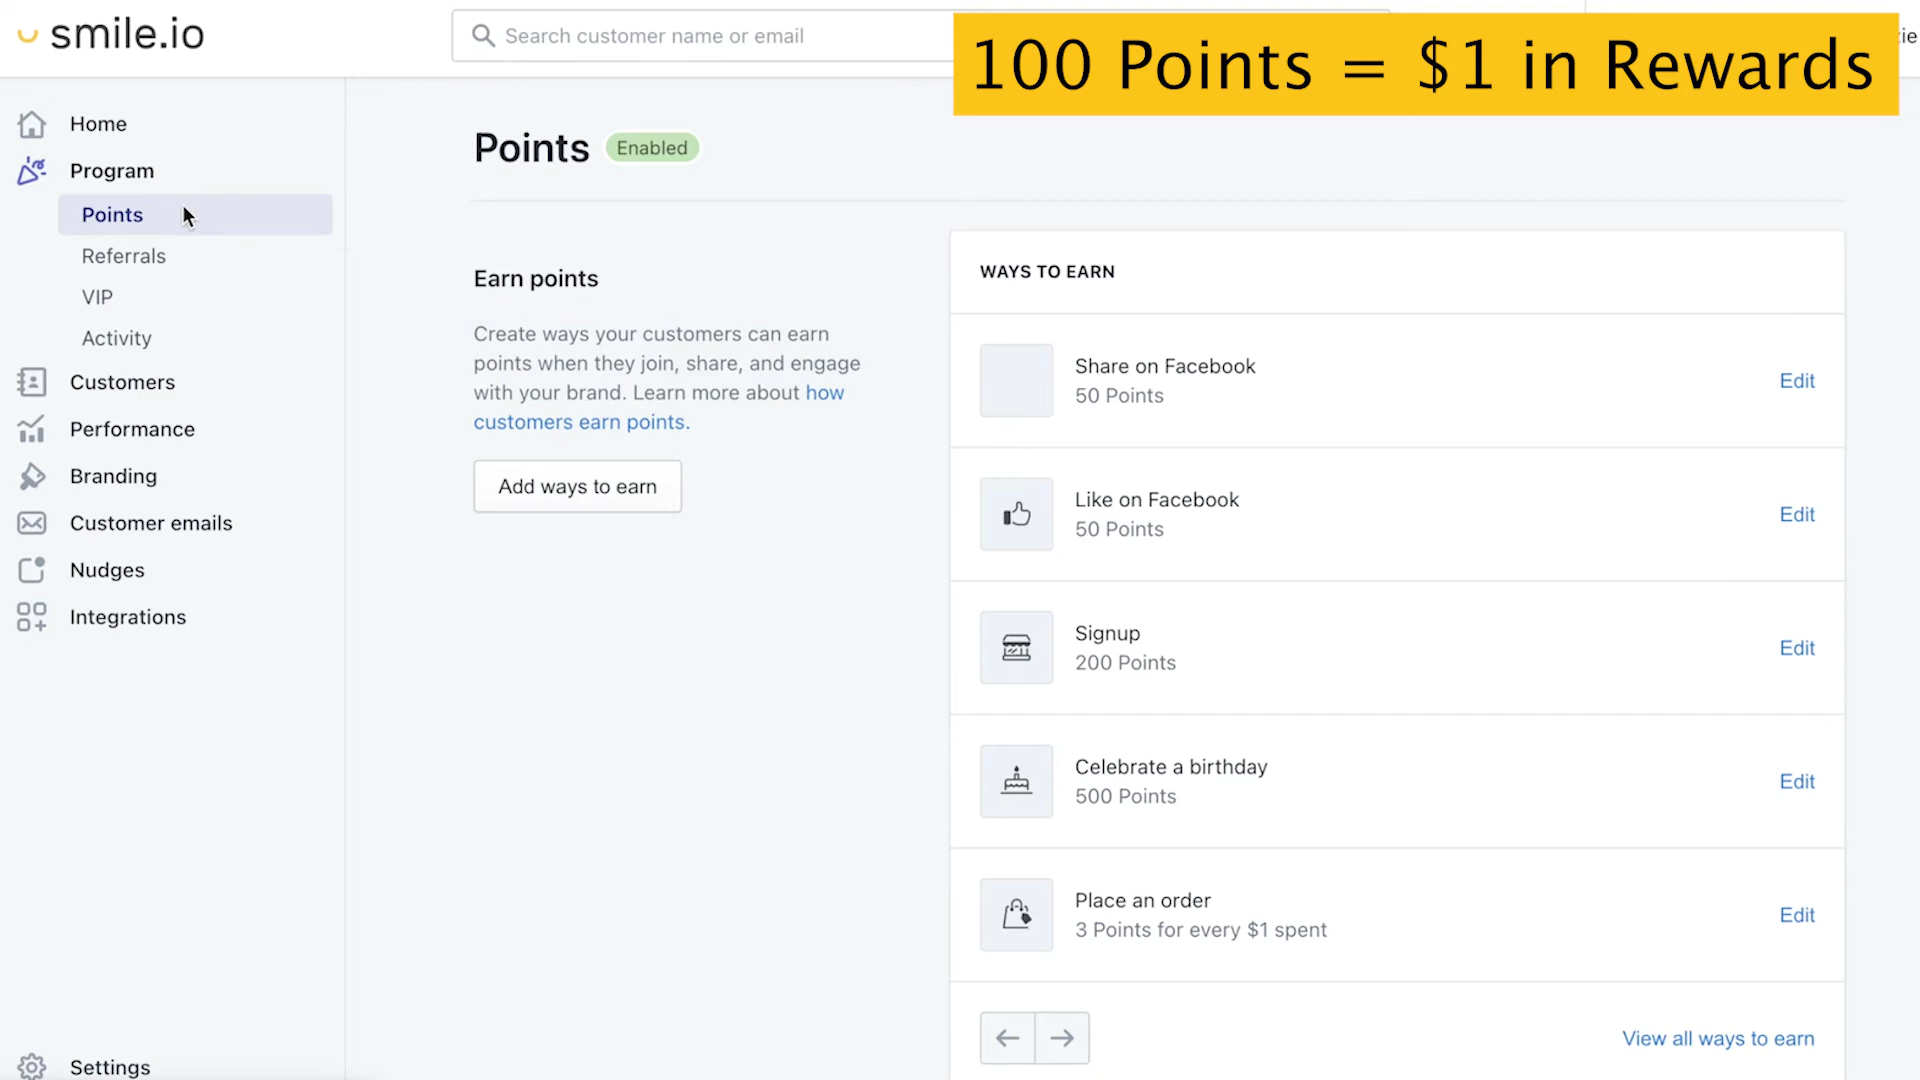 smile.io
Search customer name or email
100 Points = $1 in Rewards
Home
Program
Points
Referrals
VIP
Activity
Customers
Performance
Branding
Customer emails
Nudges
Integrations
Settings
Points
Enabled
Earn points
Create ways your customers can earn
points when they join, share, and engage
with your brand. Learn more about how
customers earn points.
Add ways to earn
WAYS TO EARN
Share on Facebook
50 Points
Edit
Like on Facebook
50 Points
Edit
Signup
200 Points
Edit
Celebrate a birthday
500 Points
Edit
Place an order
3 Points for every $1 spent
Edit
View all ways to earn